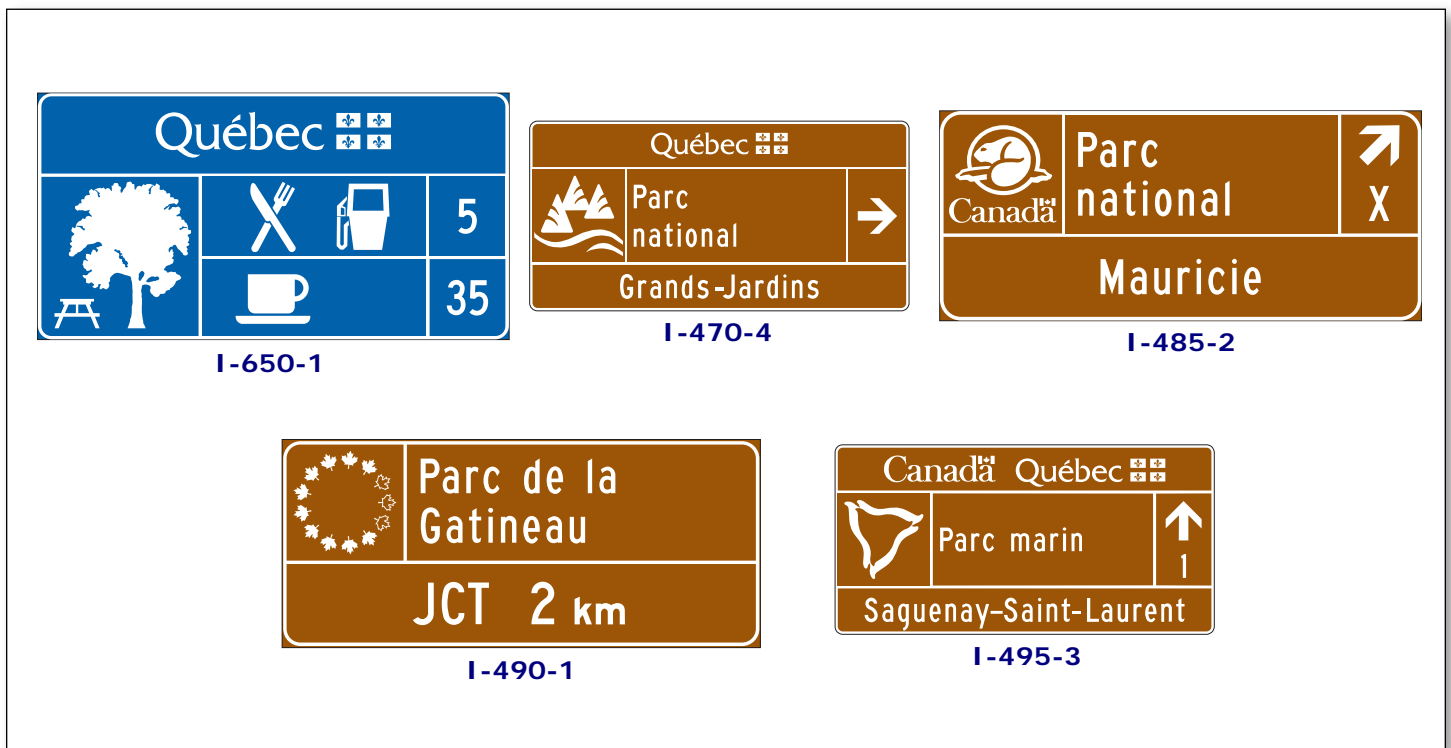 Québec
5
35
I-650-1
Québec
Parc
national
Grands-Jardins
I-470-4
Canada
Parc
national
X
Mauricie
I-485-2
Parc de la
Gatineau
JCT 2 km
I-490-1
Canada Québec
Parc marin
1
Saguenay–Saint-Laurent
I-495-3